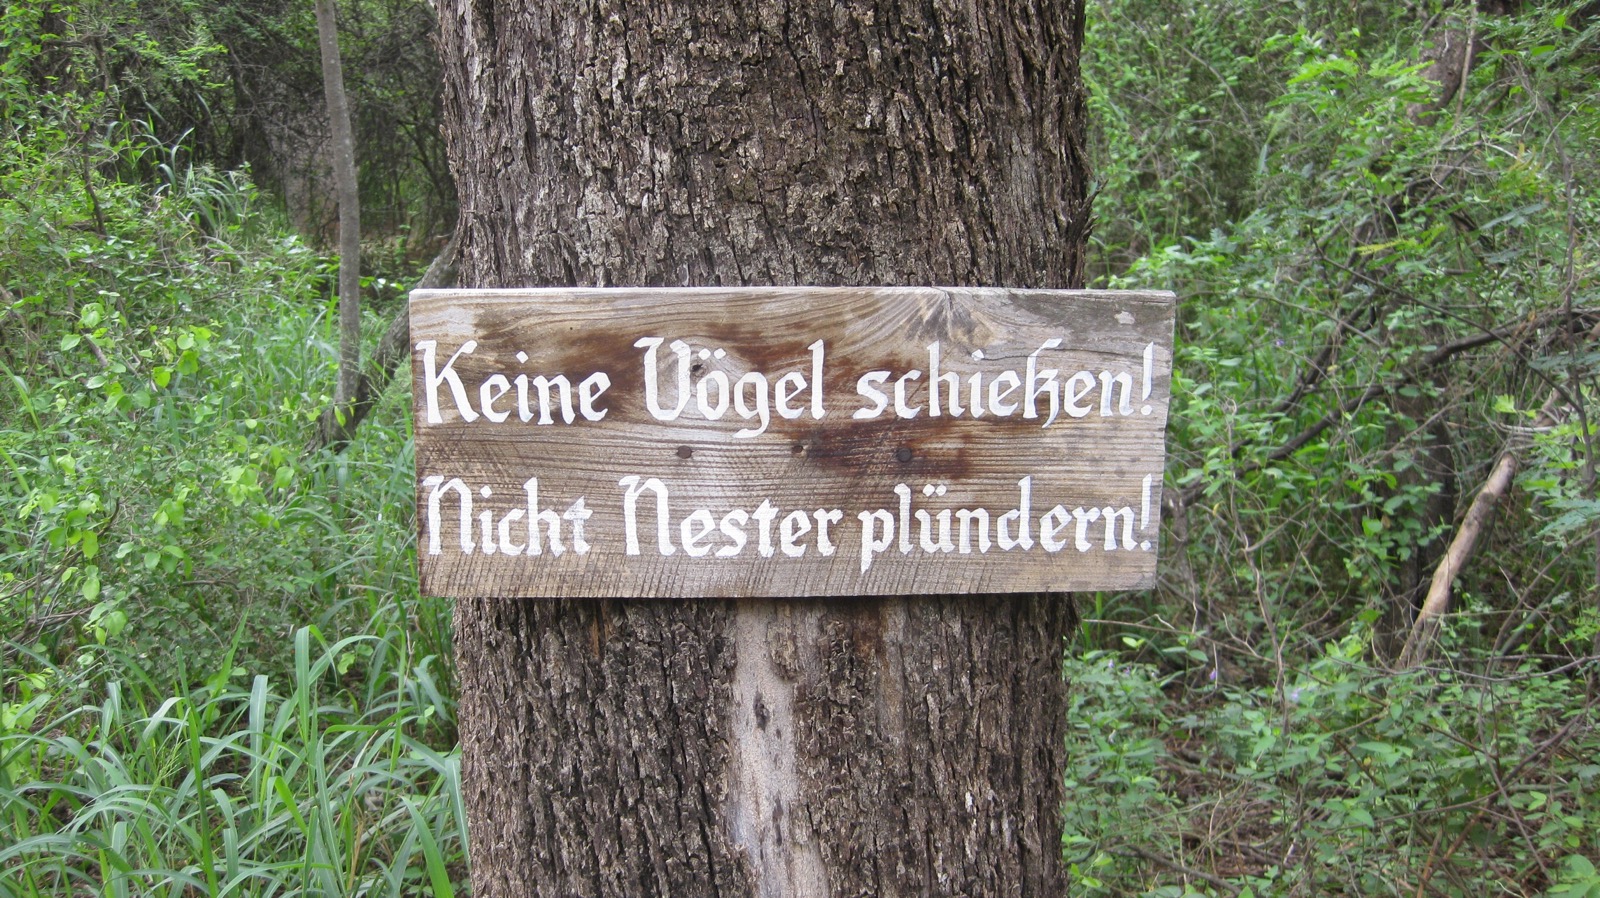 Keine Vögel schießen!
Nicht Nester plündern!